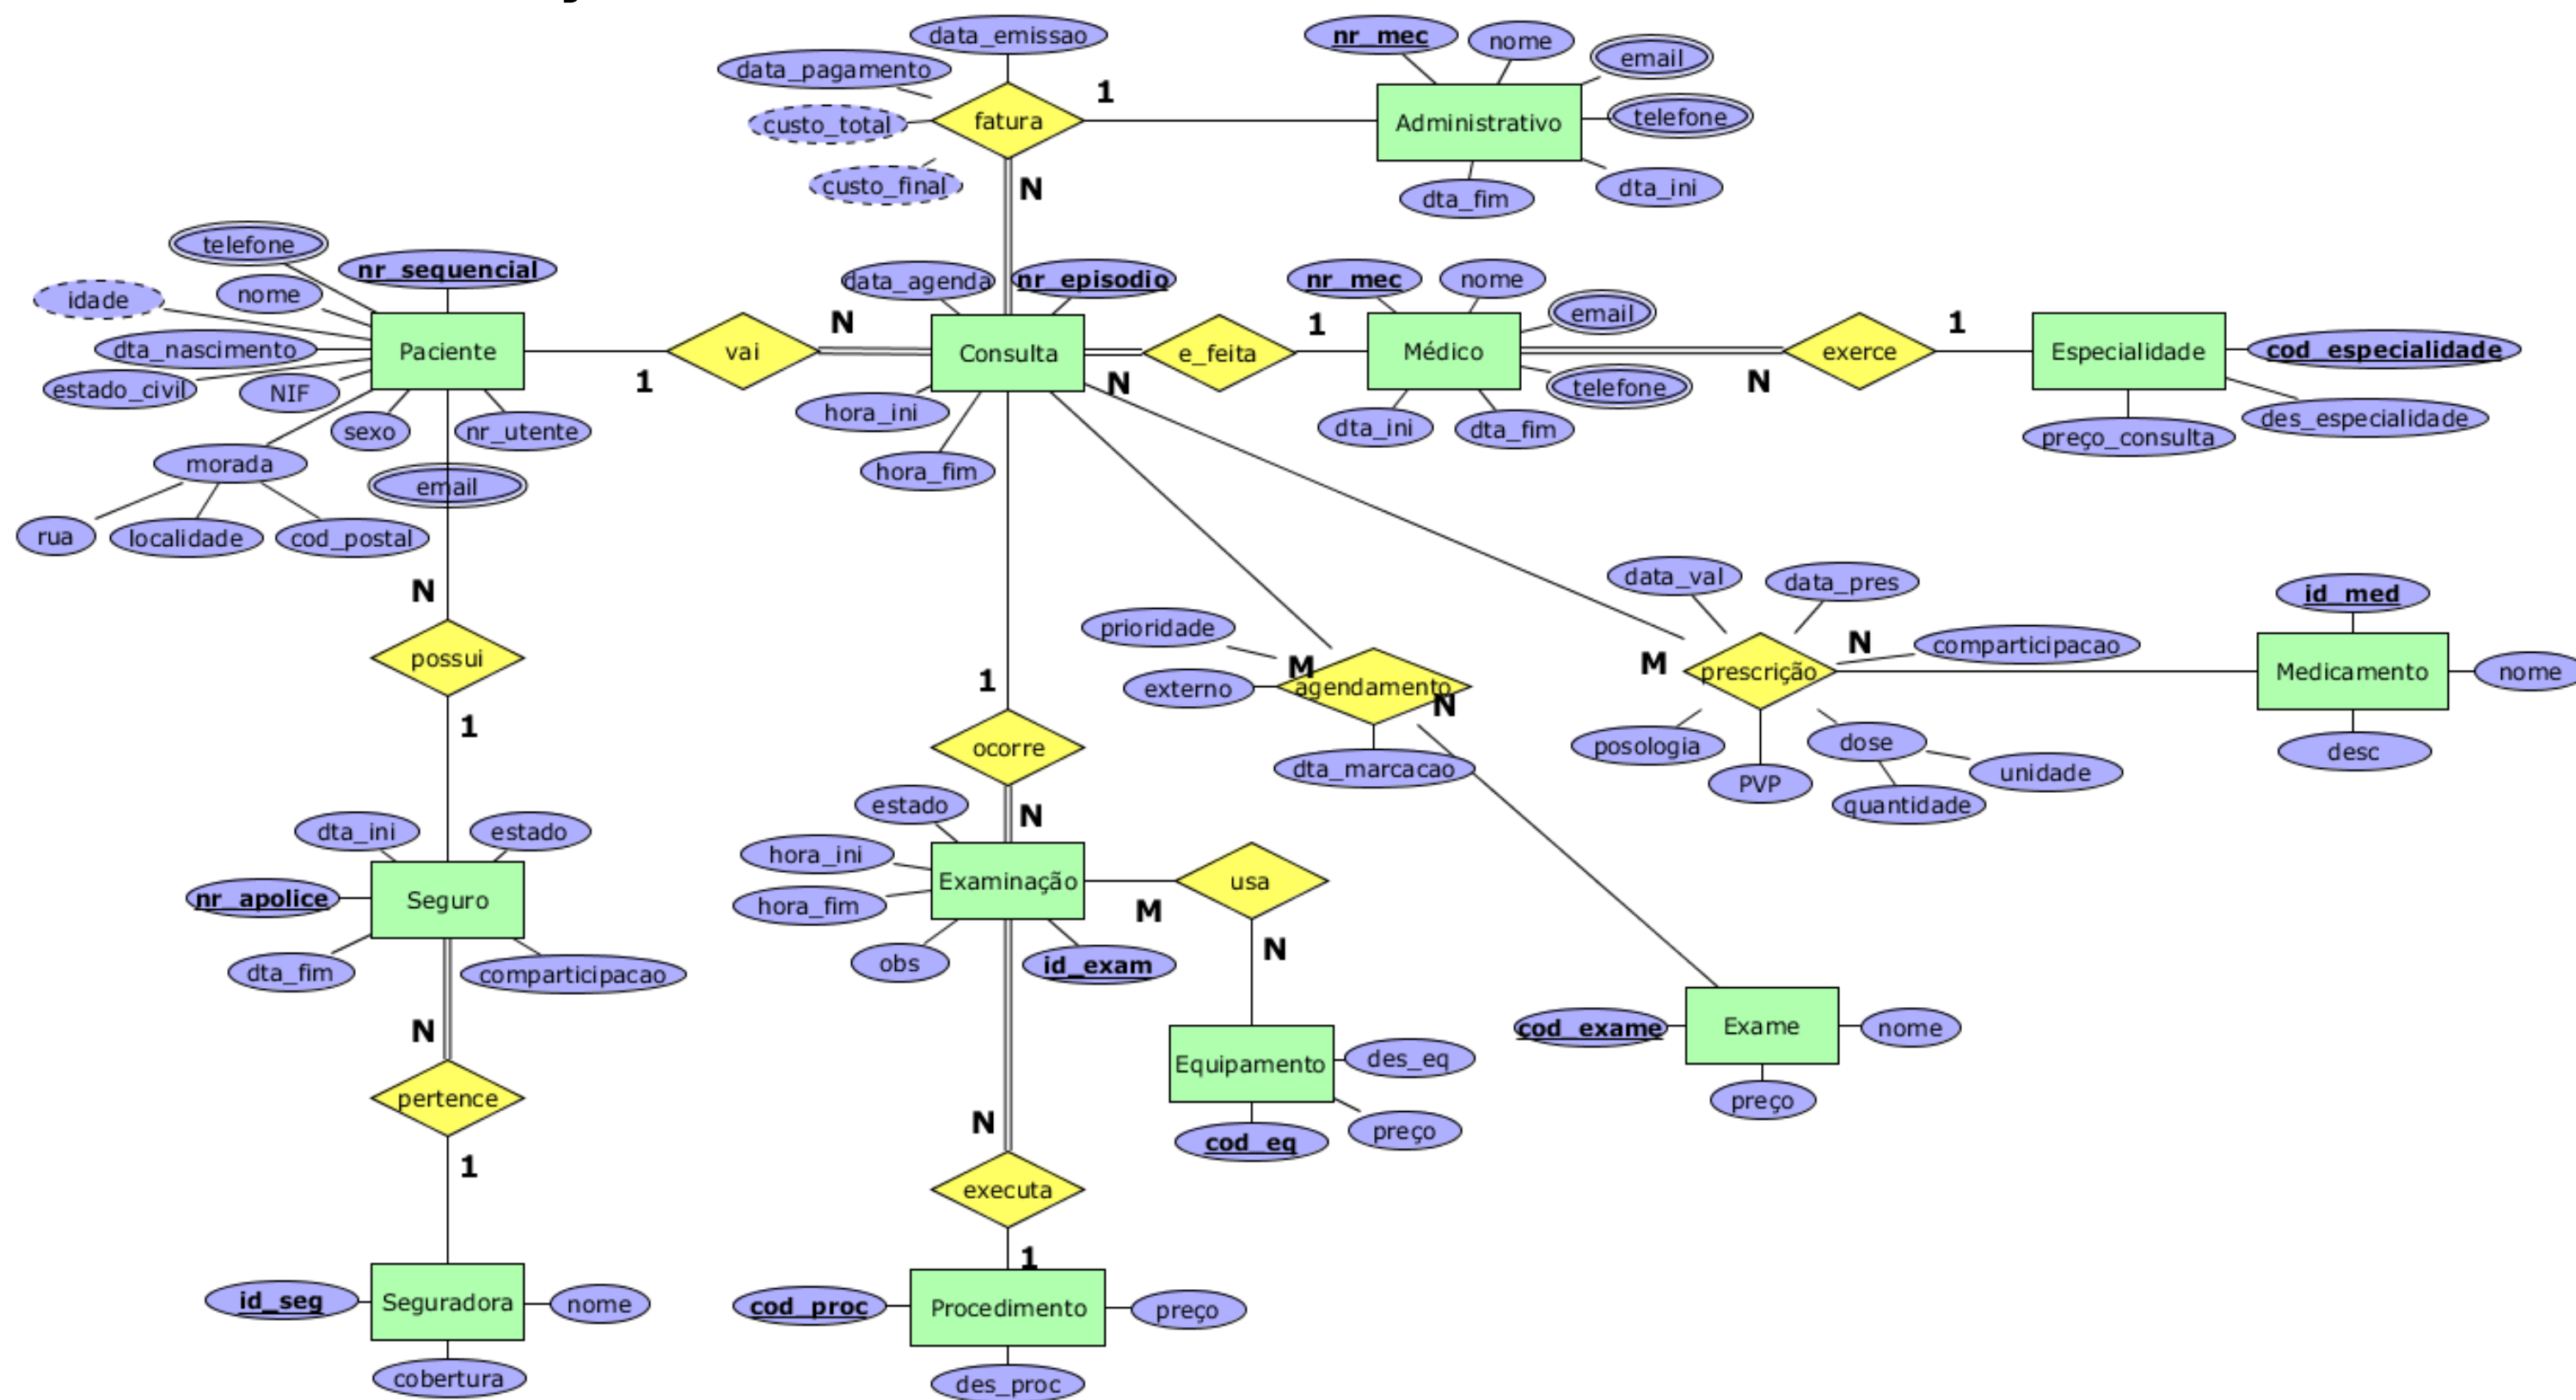 data_emissao
nr_mec
nome
email
data_pagamento
custo_total
fatura
1
Administrativo
telefone
custo_final
N
dta_fim
dta_ini
telefone
nr_sequencial
idade
nome
dta_nascimento
estado_civil
NIF
sexo
nr_utente
Paciente
morada
email
rua
localidade
cod_postal
1
vai
N
data_agenda
nr_episodio
Consulta
hora_ini
hora_fim
N
e_feita
1
nr_mec
nome
email
Médico
telefone
dta_ini
dta_fim
N
exerce
1
Especialidade
cod_especialidade
des_especialidade
preço_consulta
N
possui
1
prioridade
externo
M
agendamento
N
dta_marcacao
data_val
data_pres
M
prescrição
N
comparticipacao
posologia
PVP
dose
quantidade
unidade
id_med
Medicamento
nome
desc
1
ocorre
N
dta_ini
estado
nr_apolice
Seguro
dta_fim
comparticipacao
estado
hora_ini
hora_fim
Examinação
obs
id_exam
M
usa
N
Equipamento
des_eq
preço
cod_eq
cod_exame
Exame
nome
preço
N
pertence
1
N
executa
1
id_seg
Seguradora
nome
cobertura
cod_proc
Procedimento
preço
des_proc